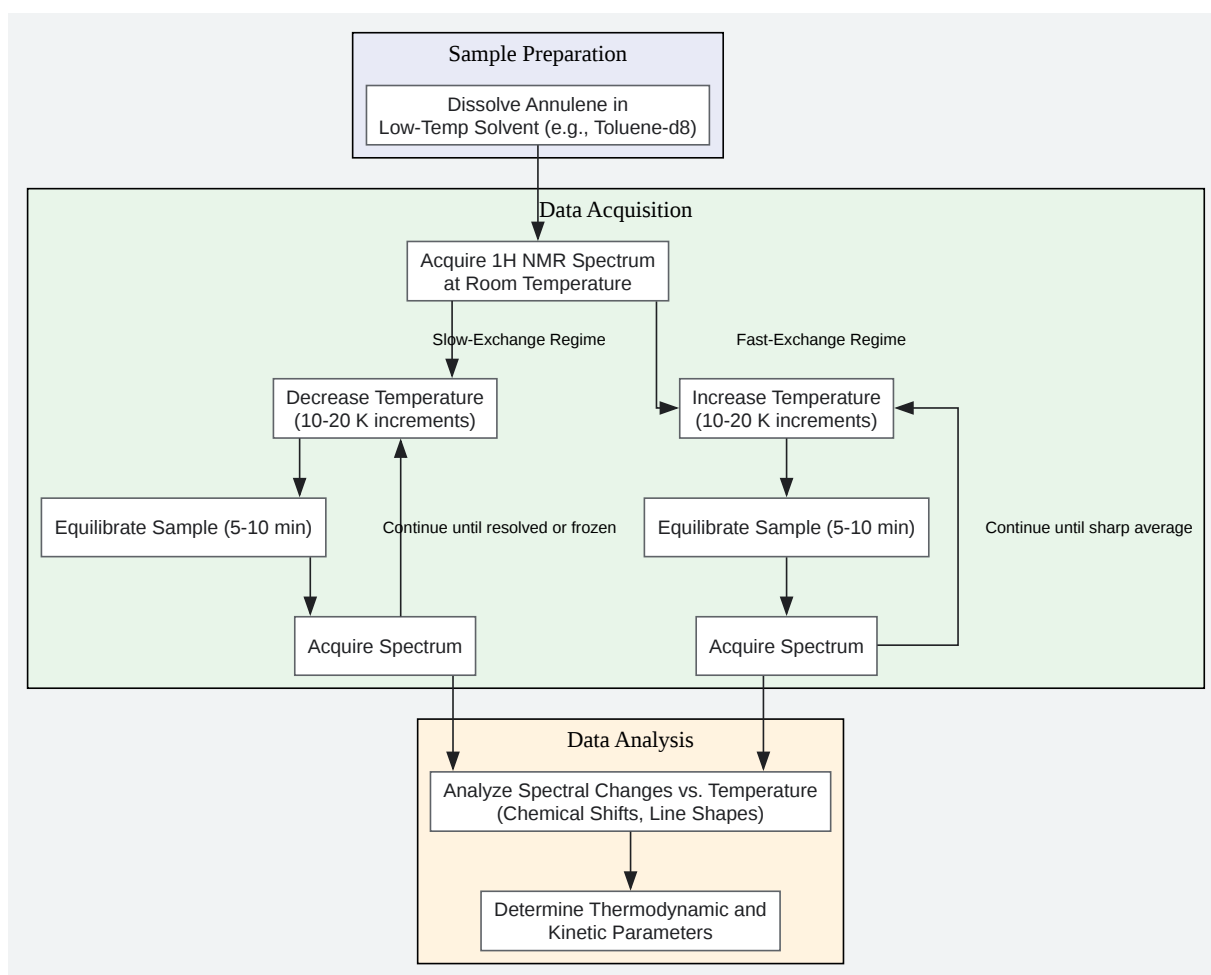 Sample Preparation
Dissolve Annulene in
Low-Temp Solvent (e.g., Toluene-d8)
Data Acquisition
Acquire 1H NMR Spectrum
at Room Temperature
Slow-Exchange Regime
Fast-Exchange Regime
Decrease Temperature
(10-20 K increments)
Increase Temperature
(10-20 K increments)
Equilibrate Sample (5-10 min)
Continue until resolved or frozen
Equilibrate Sample (5-10 min)
Continue until sharp average
Acquire Spectrum
Acquire Spectrum
Data Analysis
Analyze Spectral Changes vs. Temperature
(Chemical Shifts, Line Shapes)
Determine Thermodynamic and
Kinetic Parameters